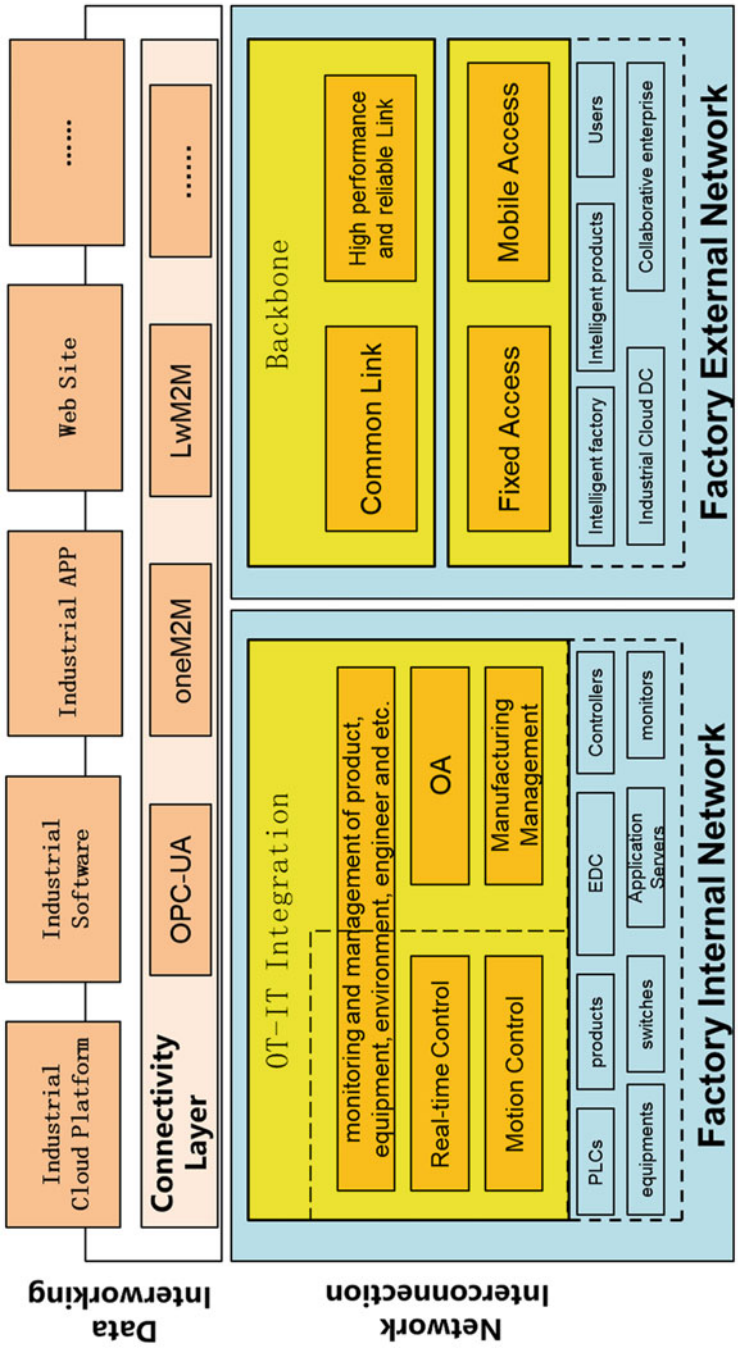 Data
Interworking
Industrial
Cloud Platform
Industrial
Software
Industrial APP
Web Site
......
Connectivity
Layer
OPC-UA
oneM2M
LwM2M
......
Network
Interconnection
OT-IT Integration
monitoring and management of product,
equipment, environment, engineer and etc.
Real-time Control
OA
Motion Control
Manufacturing
Management
PLCs
products
EDC
Controllers
equipments
switches
Application
Servers
monitors
Factory Internal Network
Backbone
Common Link
High performance
and reliable Link
Fixed Access
Mobile Access
Intelligent factory
Intelligent products
Users
Industrial Cloud DC
Collaborative enterprise
Factory External Network